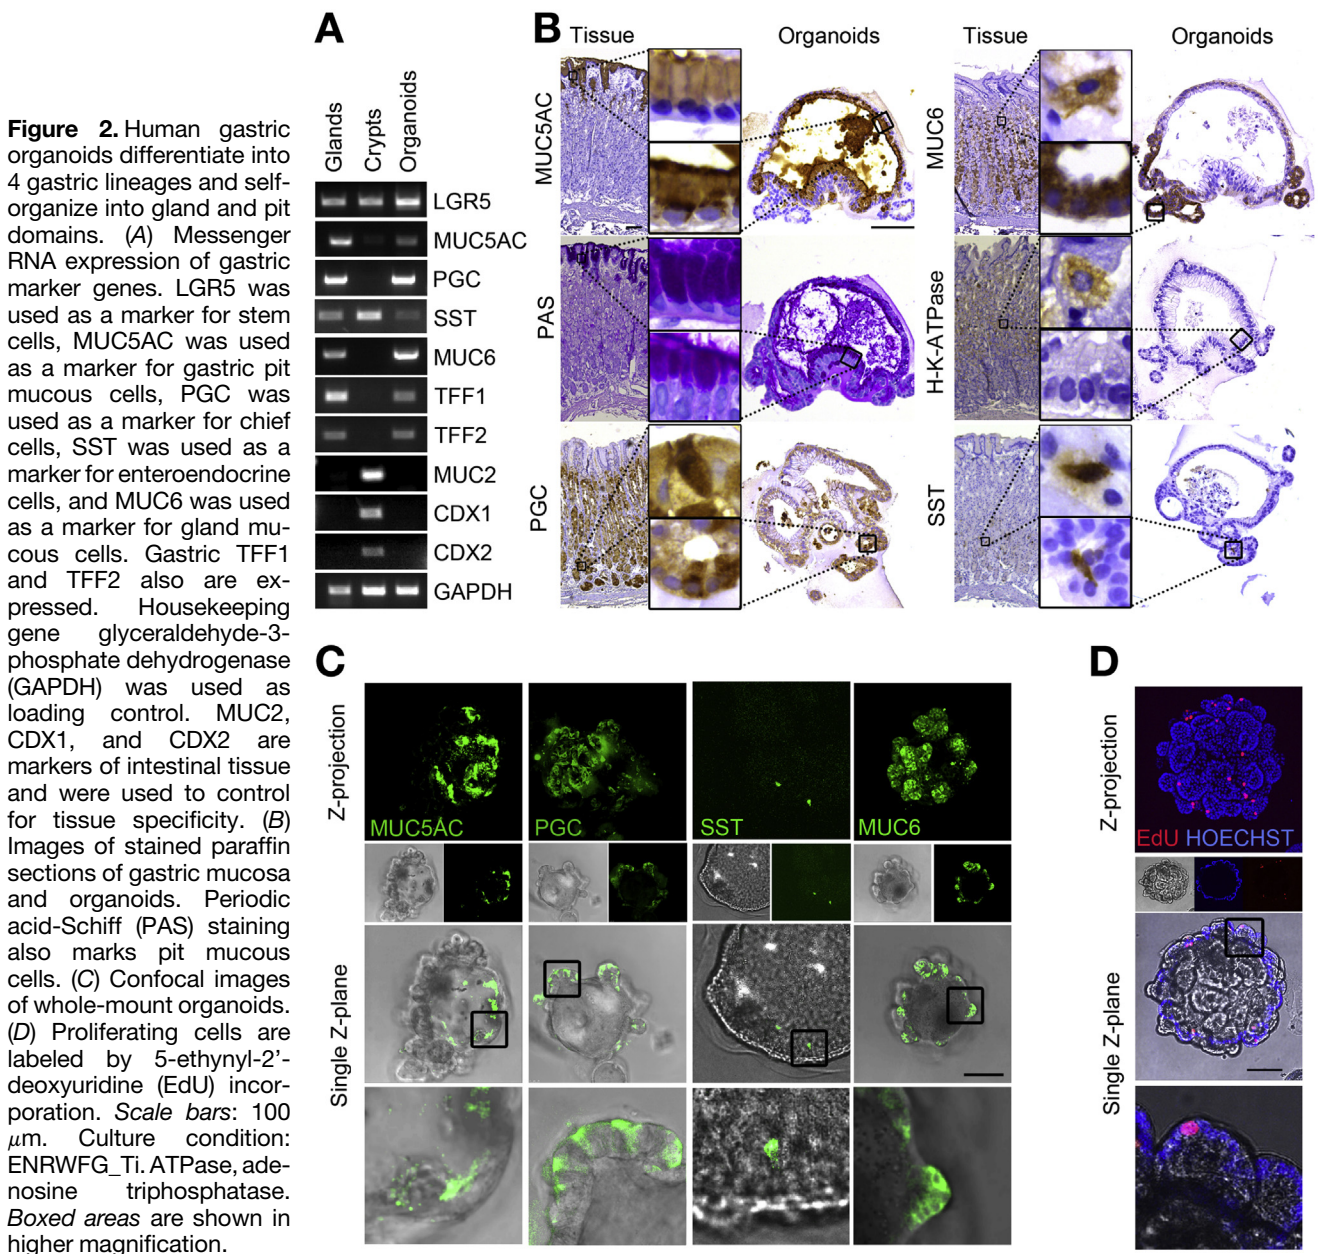 Figure 2. Human gastric
organoids differentiate into
4 gastric lineages and self-
organize into gland and pit
domains. (A) Messenger
RNA expression of gastric
marker genes. LGR5 was
used as a marker for stem
cells, MUC5AC was used
as a marker for gastric pit
mucous cells, PGC was
used as a marker for chief
cells, SST was used as a
marker for enteroendocrine
cells, and MUC6 was used
as a marker for gland mu-
cous cells. Gastric TFF1
and TFF2 also are ex-
pressed. Housekeeping
gene glyceraldehyde-3-
phosphate dehydrogenase
(GAPDH) was used as
loading control. MUC2,
CDX1, and CDX2 are
markers of intestinal tissue
and were used to control
for tissue specificity. (B)
Images of stained paraffin
sections of gastric mucosa
and organoids. Periodic
acid-Schiff (PAS) staining
also marks pit mucous
cells. (C) Confocal images
of whole-mount organoids.
(D) Proliferating cells are
labeled by 5-ethynyl-2'-
deoxyuridine (EdU) incor-
poration. Scale bars: 100
μm. Culture condition:
ENRWFG_Ti. ATPase, ade-
nosine triphosphatase.
Boxed areas are shown in
higher magnification.
A
Glands
Crypts
Organoids
LGR5
MUC5AC
PGC
SST
MUC6
TFF1
TFF2
MUC2
CDX1
CDX2
GAPDH
B
Tissue
Organoids
Tissue
Organoids
MUC5AC
MUC6
PAS
H-K-ATPase
PGC
SST
C
Z-projection
MUC5AC
PGC
SST
MUC6
Single Z-plane
D
Z-projection
EdU HOECHST
Single Z-plane